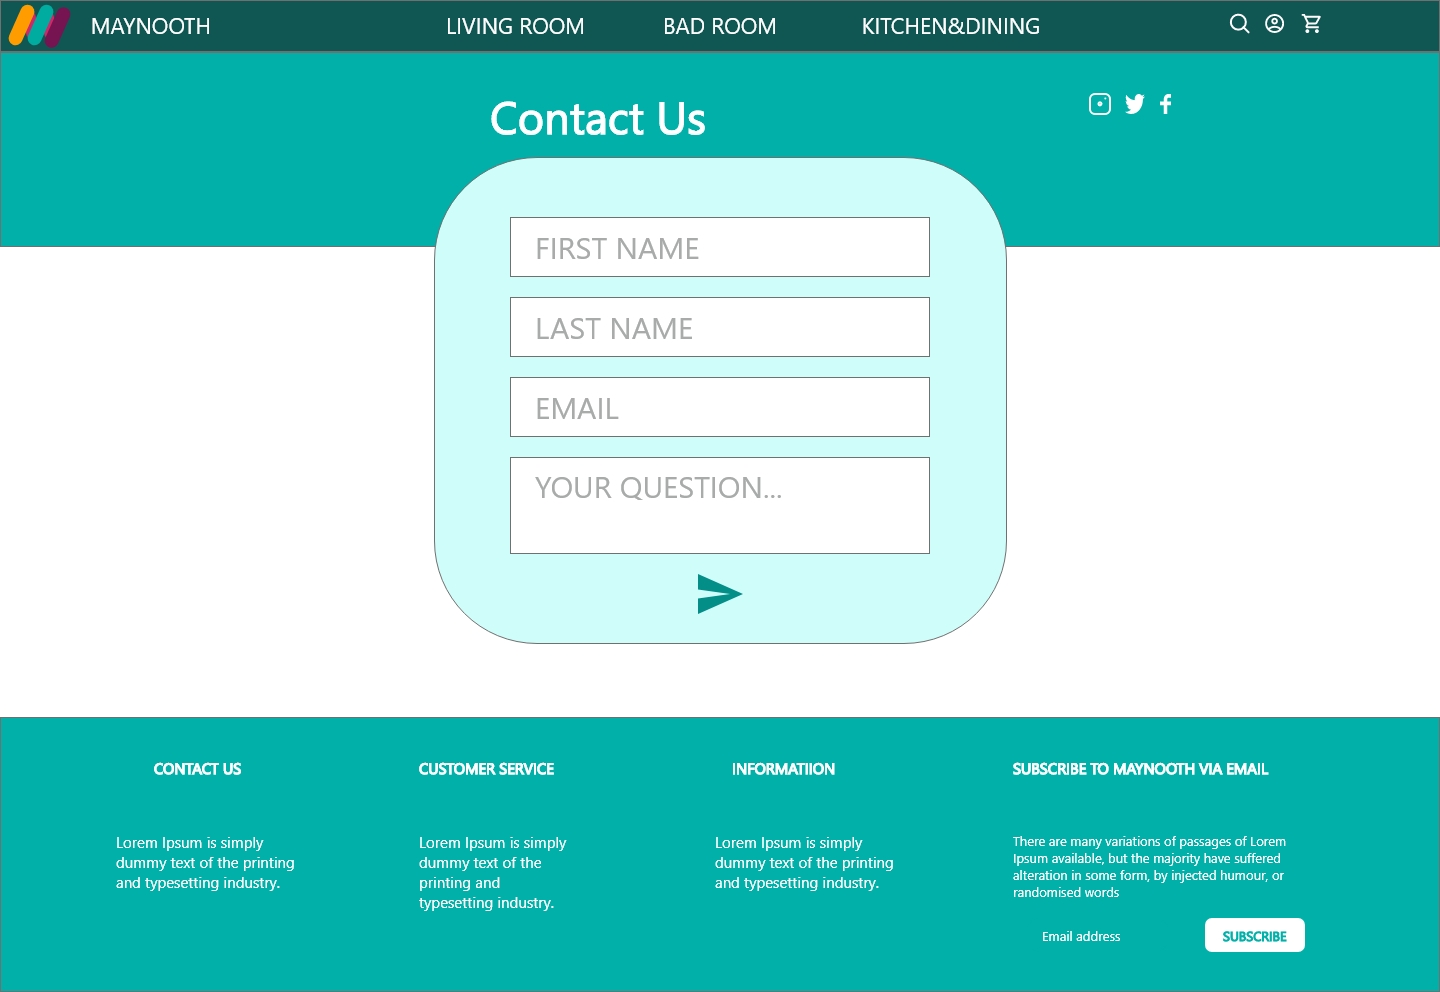 MAYNOOTH
LIVING ROOM
BAD ROOM
KITCHEN&DINING
Contact Us
FIRST NAME
LAST NAME
EMAIL
YOUR QUESTION...
CONTACT US
Lorem Ipsum is simply
dummy text of the printing
and typesetting industry.
CUSTOMER SERVICE
Lorem Ipsum is simply
dummy text of the
printing and
typesetting industry.
INFORMATIION
Lorem Ipsum is simply
dummy text of the printing
and typesetting industry.
SUBSCRIBE TO MAYNOOTH VIA EMAIL
There are many variations of passages of Lorem
Ipsum available, but the majority have suffered
alteration in some form, by injected humour, or
randomised words
Email address
SUBSCRIBE